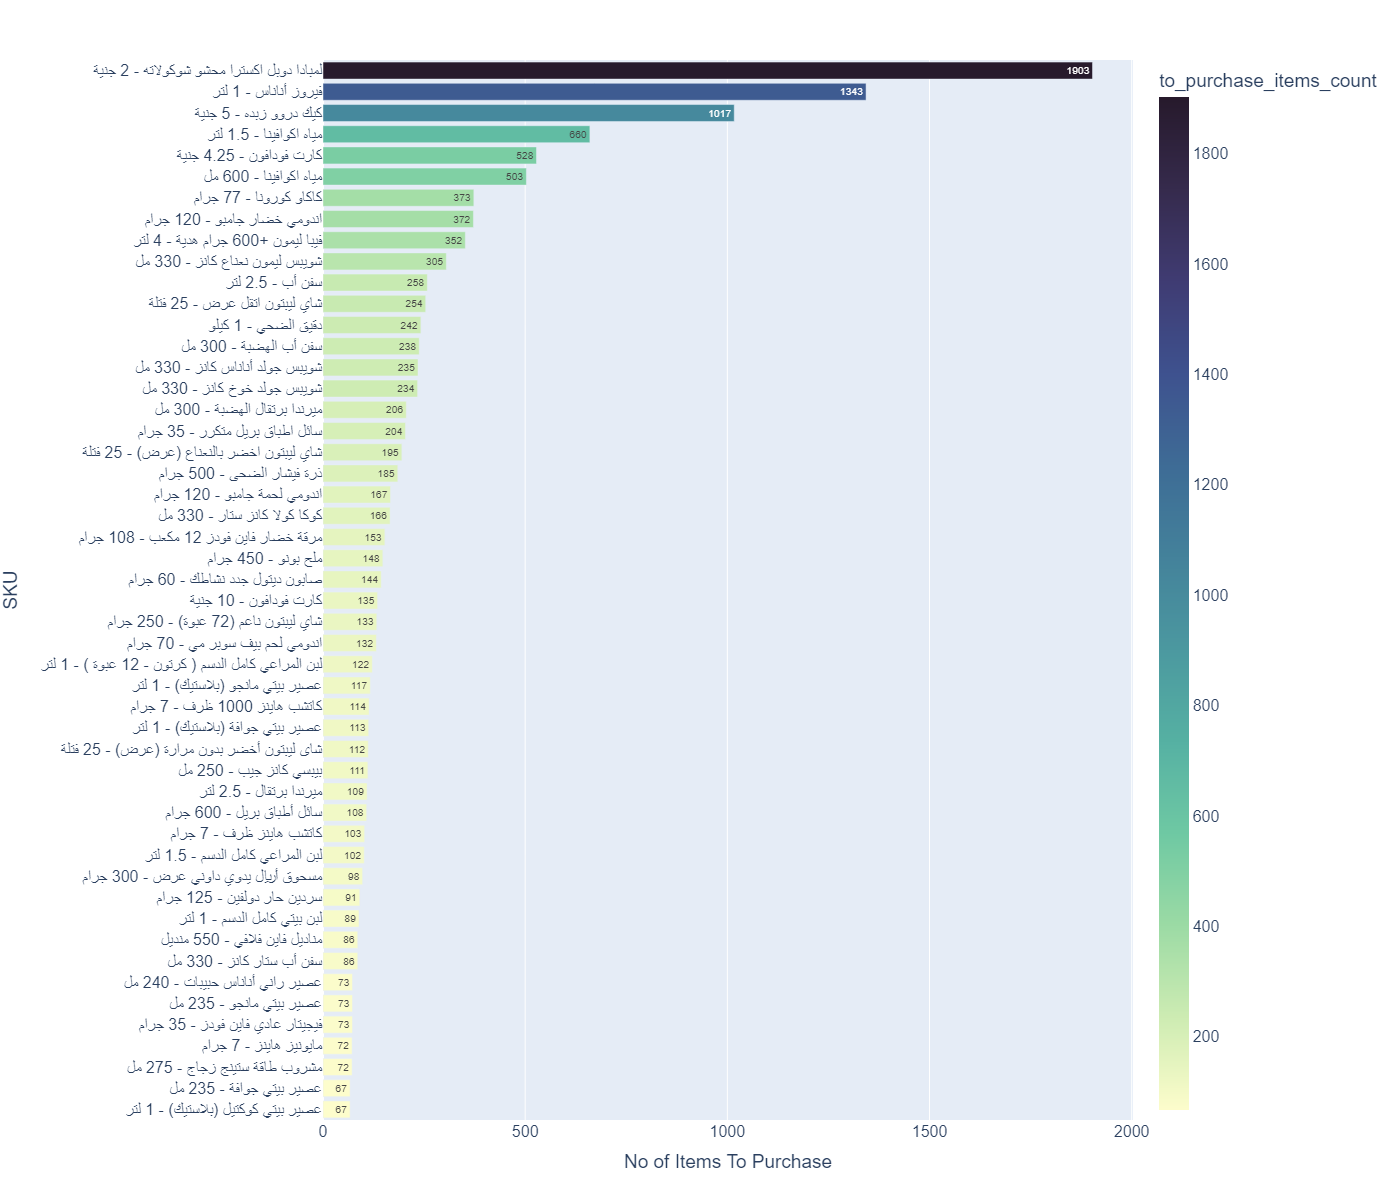 to_purchase_items_count
SKU
لمبادا دوبل اكسترا محشو شوكولاته - 2 جنية 1903
فيروز أناناس - 1 لتر 1343
كيك دروو زبده - 5 جنية 1017
مياه اكوافينا - 1.5 لتر 660
كارت فودافون - 4.25 جنية 528
مياه اكوافينا - 600 مل 503
كاكاو كورونا - 77 جرام 373
اندومي خضار جامبو - 120 جرام 372
فيبا ليمون +600 جرام هدية - 4 لتر 352
شويبس ليمون نعناع كانز - 330 مل 305
سفن أب - 2.5 لتر 258
شاي ليبتون اتقل عرض - 25 فتلة 254
دقيق الضحي - 1 كيلو 242
سفن أب الهضبة - 300 مل 238
شويبس جولد أناناس كانز - 330 مل 235
شويبس جولد خوخ كانز - 330 مل 234
ميرندا برتقال الهضبة - 300 مل 206
سائل اطباق بريل متكرر - 35 جرام 204
شاي ليبتون اخضر بالنعناع (عرض) - 25 فتلة 195
ذرة فيشار الضحى - 500 جرام 185
اندومي لحمة جامبو - 120 جرام 167
كوكا كولا كانز ستار - 330 مل 166
مرقة خضار فاين فودز 12 مكعب - 108 جرام 153
ملح بونو - 450 جرام 148
صابون ديتول جدد نشاطك - 60 جرام 144
كارت فودافون - 10 جنية 135
شاي ليبتون ناعم (72 عبوة) - 250 جرام 133
اندومي لحم بيف سوبر مي - 70 جرام 132
لبن المراعي كامل الدسم ( كرتون - 12 عبوة ) - 1 لتر 122
عصير بيتي مانجو (بلاستيك) - 1 لتر 117
كاتشب هاينز 1000 ظرف - 7 جرام 114
عصير بيتي جوافة (بلاستيك) - 1 لتر 113
شاى ليبتون أخضر بدون مرارة (عرض) - 25 فتلة 112
بيبسي كانز جيب - 250 مل 111
ميرندا برتقال - 2.5 لتر 109
سائل أطباق بريل - 600 جرام 108
كاتشب هاينز ظرف - 7 جرام 103
لبن المراعي كامل الدسم - 1.5 لتر 102
مسحوق أريال يدوي داوني عرض - 300 جرام 98
سردين حار دولفين - 125 جرام 91
لبن بيتي كامل الدسم - 1 لتر 89
مناديل فاين فلافي - 550 منديل 86
سفن أب ستار كانز - 330 مل 86
عصير راني أناناس حبيبات - 240 مل 73
عصير بيتي مانجو - 235 مل 73
فيجيتار عادي فاين فودز - 35 جرام 73
مايونيز هاينز - 7 جرام 72
مشروب طاقة ستينج زجاج - 275 مل 72
عصير بيتي جوافة - 235 مل 67
عصير بيتي كوكتيل (بلاستيك) - 1 لتر 67
0 500 1000 1500 2000
No of Items To Purchase
1800
1600
1400
1200
1000
800
600
400
200